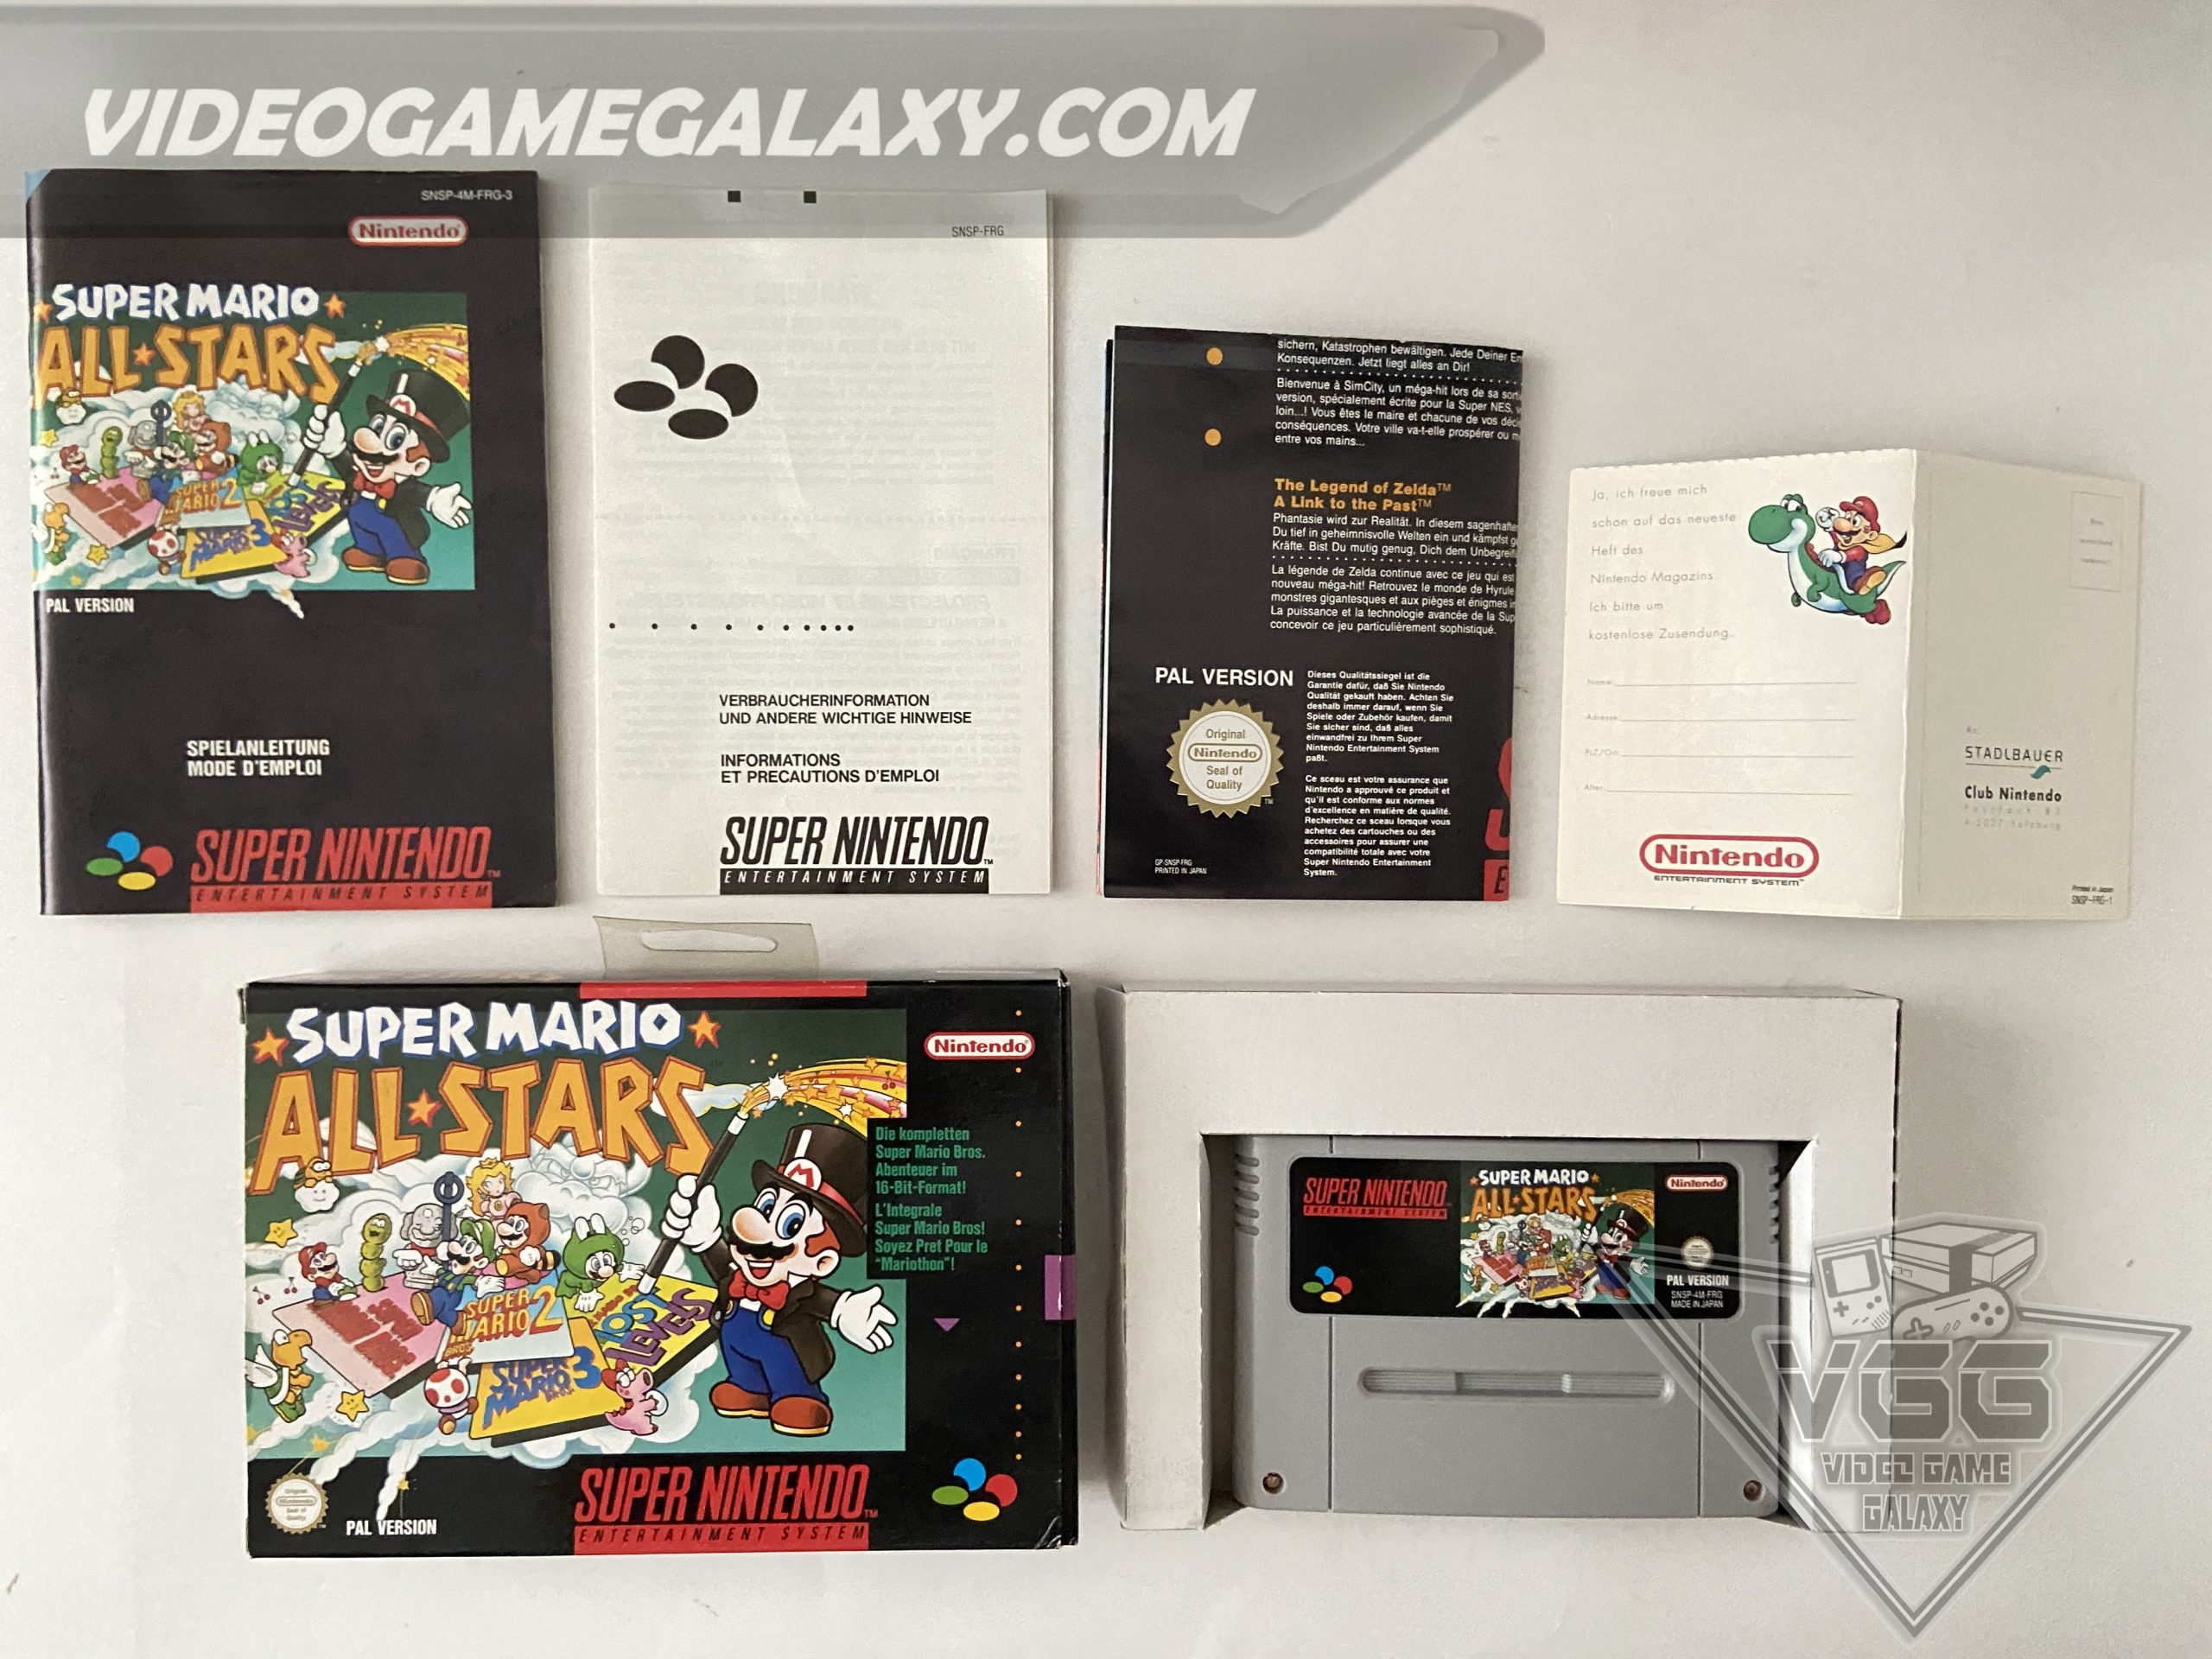 VIDEOGAMEGALAXY.COM
SNSP-4M-FRG-3
Nintendo
SUPER MARIO
ALL STARS
SUPER
MARIO 2
LOST
LEVELS
SUPER
MARIO 3
PAL VERSION
SPIELANLEITUNG
MODE D'EMPLOI
SUPER NINTENDO™
ENTERTAINMENT SYSTEM
SNSP-FRG
VERBRAUCHERINFORMATION
UND ANDERE WICHTIGE HINWEISE
INFORMATIONS
ET PRECAUTIONS D'EMPLOI
SUPER NINTENDO™
ENTERTAINMENT SYSTEM
sichern, Katastrophen bewältigen. Jede Deiner
Konsequenzen. Jetzt liegt alles an Dir!
Bienvenue à SimCity, un méga-hit lors de sa
version, spécialement écrite pour la Super NES,
loin...! Vous êtes le maire et chacune de vos
conséquences. Votre ville va-t-elle prospérer ou
entre vos mains...
The Legend of Zelda™
A Link to the Past™
Phantasie wird zur Realität. In diesem
Du tief in geheimnisvolle Welten ein und kämpfst
Kräfte. Bist Du mutig genug, Dich dem
La légende de Zelda continue avec ce jeu qui est
nouveau méga-hit! Retrouvez le monde de Hyrule
monstres gigantesques et aux pièges et énigmes
La puissance et la technologie avancée de la
concevoir ce jeu particulièrement sophistiqué.
PAL VERSION
Original
Nintendo
Seal of
Quality
™
Dieses Qualitätssiegel ist die
Garantie dafür, daß Sie Nintendo
Qualität gekauft haben. Achten Sie
deshalb immer darauf, wenn Sie
Spiele oder Zubehör kaufen, damit
Sie sicher sind, daß alles
einwandfrei zu Ihrem Super
Nintendo Entertainment System
paßt.
Ce sceau est votre assurance que
Nintendo a approuvé ce produit et
qu'il est conforme aux normes
d'excellence en matière de qualité.
Recherchez ce sceau lorsque vous
achetez des cartouches ou des
accessoires pour assurer une
compatibilité totale avec votre
Super Nintendo Entertainment
System.
GP-SNSP-FRG
PRINTED IN JAPAN
Ja, ich freue mich
schon auf das neueste
Heft des
Nintendo Magazins.
Ich bitte um
kostenlose Zusendung.
Name
Adresse
PLZ/Ort
Alter
Nintendo
ENTERTAINMENT SYSTEM™
An
STADLBAUER
Club Nintendo
Printed in Japan
SNSP-FRG-1
SUPER MARIO
ALL STARS
Nintendo
Die kompletten
Super Mario Bros.
Abenteuer im
16-Bit-Format!
L'Integrale
Super Mario Bros!
Soyez Pret Pour le
"Mariothon"!
SUPER
MARIO 2
BROS
LOST
LEVELS
SUPER
MARIO 3
BROS.
Original
Nintendo
Seal of
Quality
PAL VERSION
SUPER NINTENDO™
ENTERTAINMENT SYSTEM
SUPER NINTENDO
ENTERTAINMENT SYSTEM
SUPER MARIO
ALL STARS
Nintendo
PAL VERSION
SNSP-4M-FRG
MADE IN JAPAN
VGG
VIDEO GAME
GALAXY